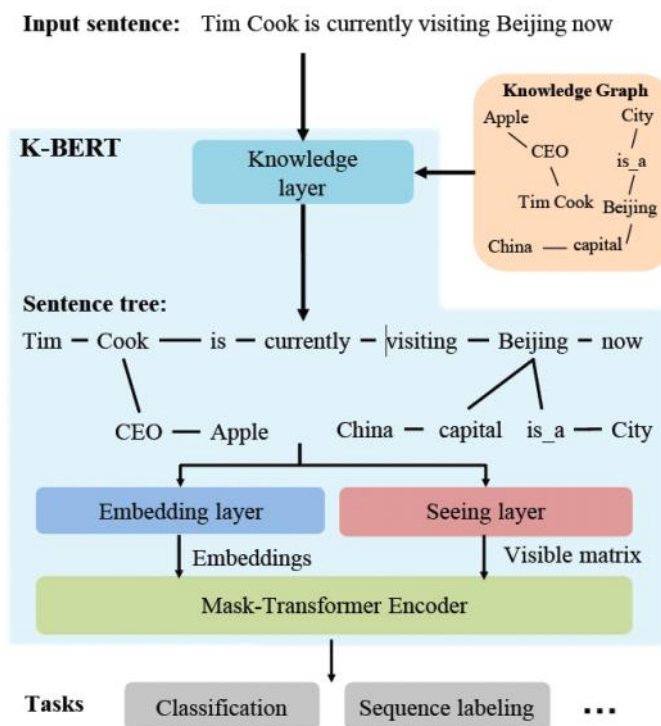 Input sentence: Tim Cook is currently visiting Beijing now
Knowledge Graph
Apple City
CEO is_a
Tim Cook Beijing
China capital
K-BERT
Knowledge
layer
Sentence tree:
Tim Cook is currently visiting Beijing now
CEO Apple China capital is_a City
Embedding layer Seeing layer
Embeddings Visible matrix
Mask-Transformer Encoder
Tasks Classification Sequence labeling ...